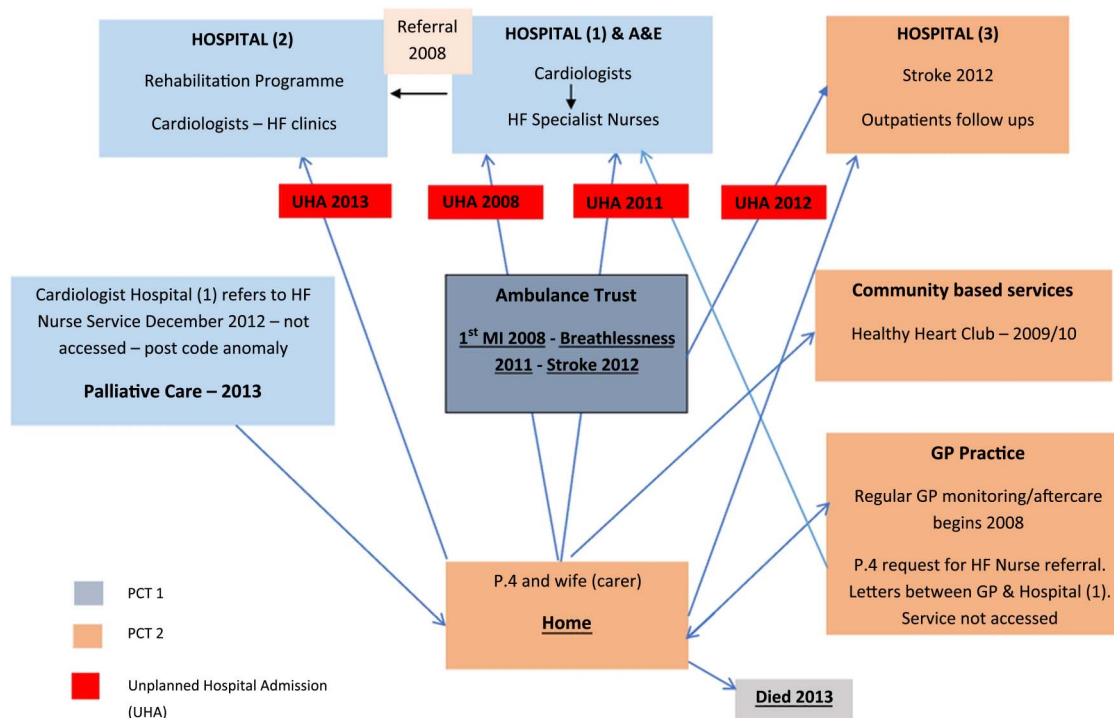 HOSPITAL (2)
Rehabilitation Programme
Cardiologists – HF clinics
Referral
2008
HOSPITAL (1) & A&E
Cardiologists
HF Specialist Nurses
HOSPITAL (3)
Stroke 2012
Outpatients follow ups
UHA 2013
UHA 2008
UHA 2011
UHA 2012
Cardiologist Hospital (1) refers to HF
Nurse Service December 2012 – not
accessed – post code anomaly
Palliative Care – 2013
Ambulance Trust
1st MI 2008 - Breathlessness
2011 - Stroke 2012
Community based services
Healthy Heart Club – 2009/10
GP Practice
Regular GP monitoring/aftercare
begins 2008
P.4 request for HF Nurse referral.
Letters between GP & Hospital (1).
Service not accessed
P.4 and wife (carer)
Home
Died 2013
PCT 1
PCT 2
Unplanned Hospital Admission
(UHA)